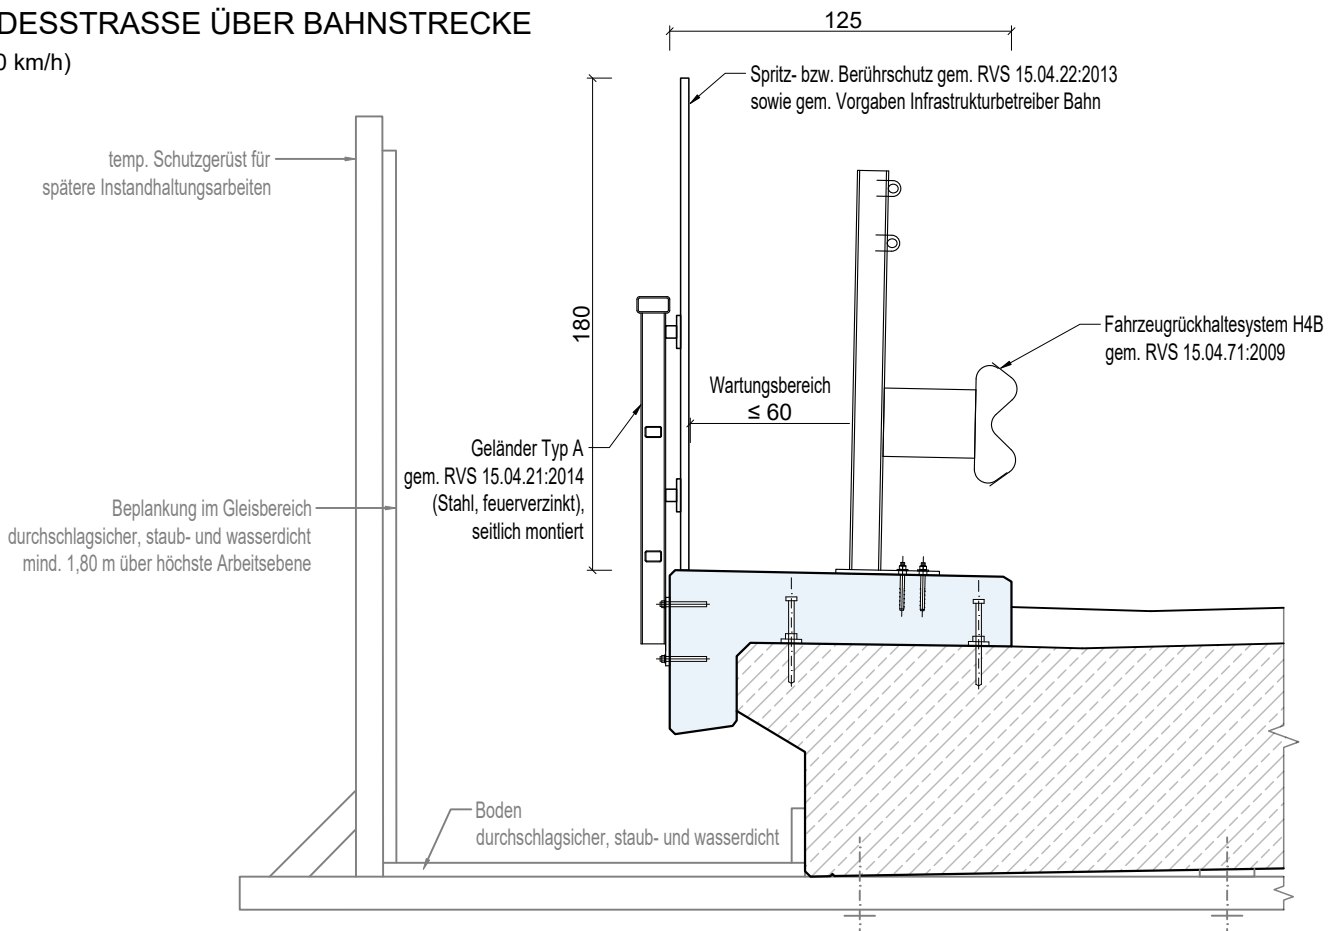 DESSTRASSE ÜBER BAHNSTRECKE
0 km/h)
125
Spritz- bzw. Berührschutz gem. RVS 15.04.22:2013
sowie gem. Vorgaben Infrastrukturbetreiber Bahn
temp. Schutzgerüst für
spätere Instandhaltungsarbeiten
180
Fahrzeugrückhaltesystem H4B
gem. RVS 15.04.71:2009
Wartungsbereich
≤ 60
Geländer Typ A
gem. RVS 15.04.21:2014
(Stahl, feuerverzinkt),
seitlich montiert
Beplankung im Gleisbereich
durchschlagsicher, staub- und wasserdicht
mind. 1,80 m über höchste Arbeitsebene
Boden
durchschlagsicher, staub- und wasserdicht